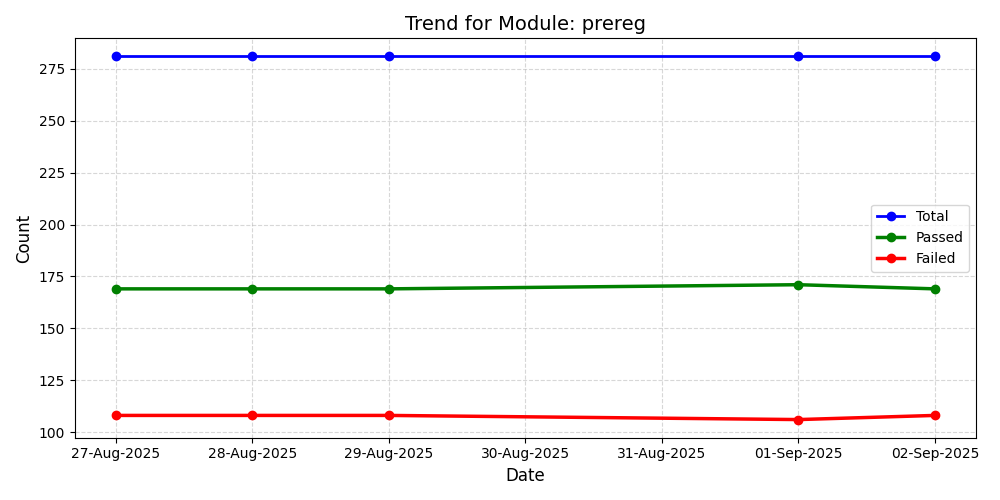 Trend for Module: prereg
Count
275
250
225
200
175
150
125
100
Total
Passed
Failed
27-Aug-2025 28-Aug-2025 29-Aug-2025 30-Aug-2025 31-Aug-2025 01-Sep-2025 02-Sep-2025
Date